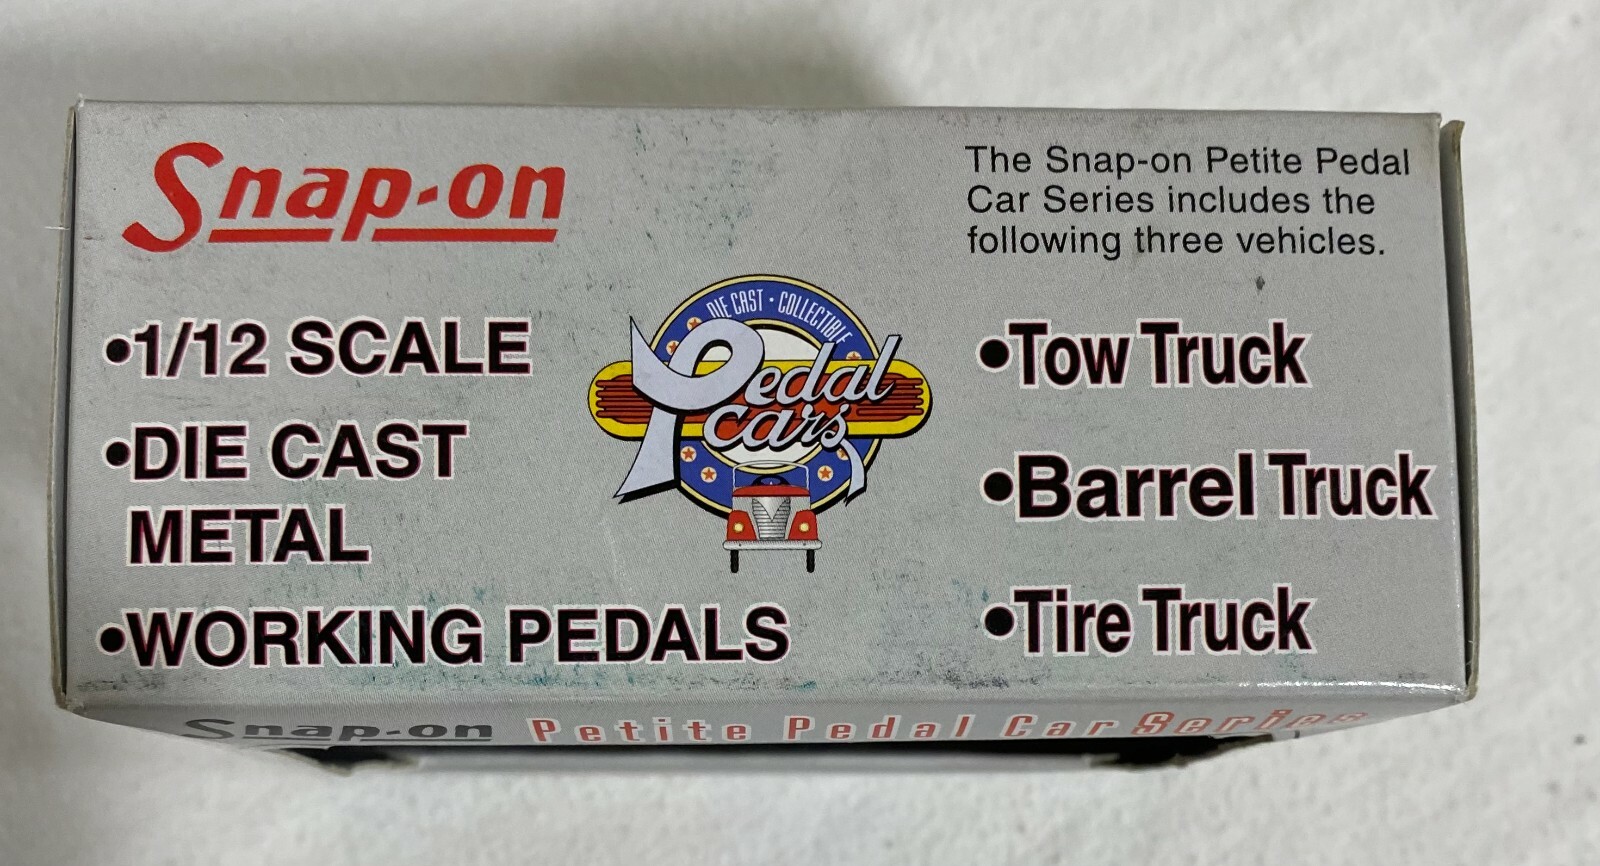 Snap-on
The Snap-on Petite Pedal
Car Series includes the
following three vehicles.
•1/12 SCALE
•DIE CAST
METAL
•WORKING PEDALS
DIE CAST • COLLECTIBLE
Pedal
cars
•Tow Truck
•Barrel Truck
•Tire Truck
Snap-on Petite Pedal Car Series